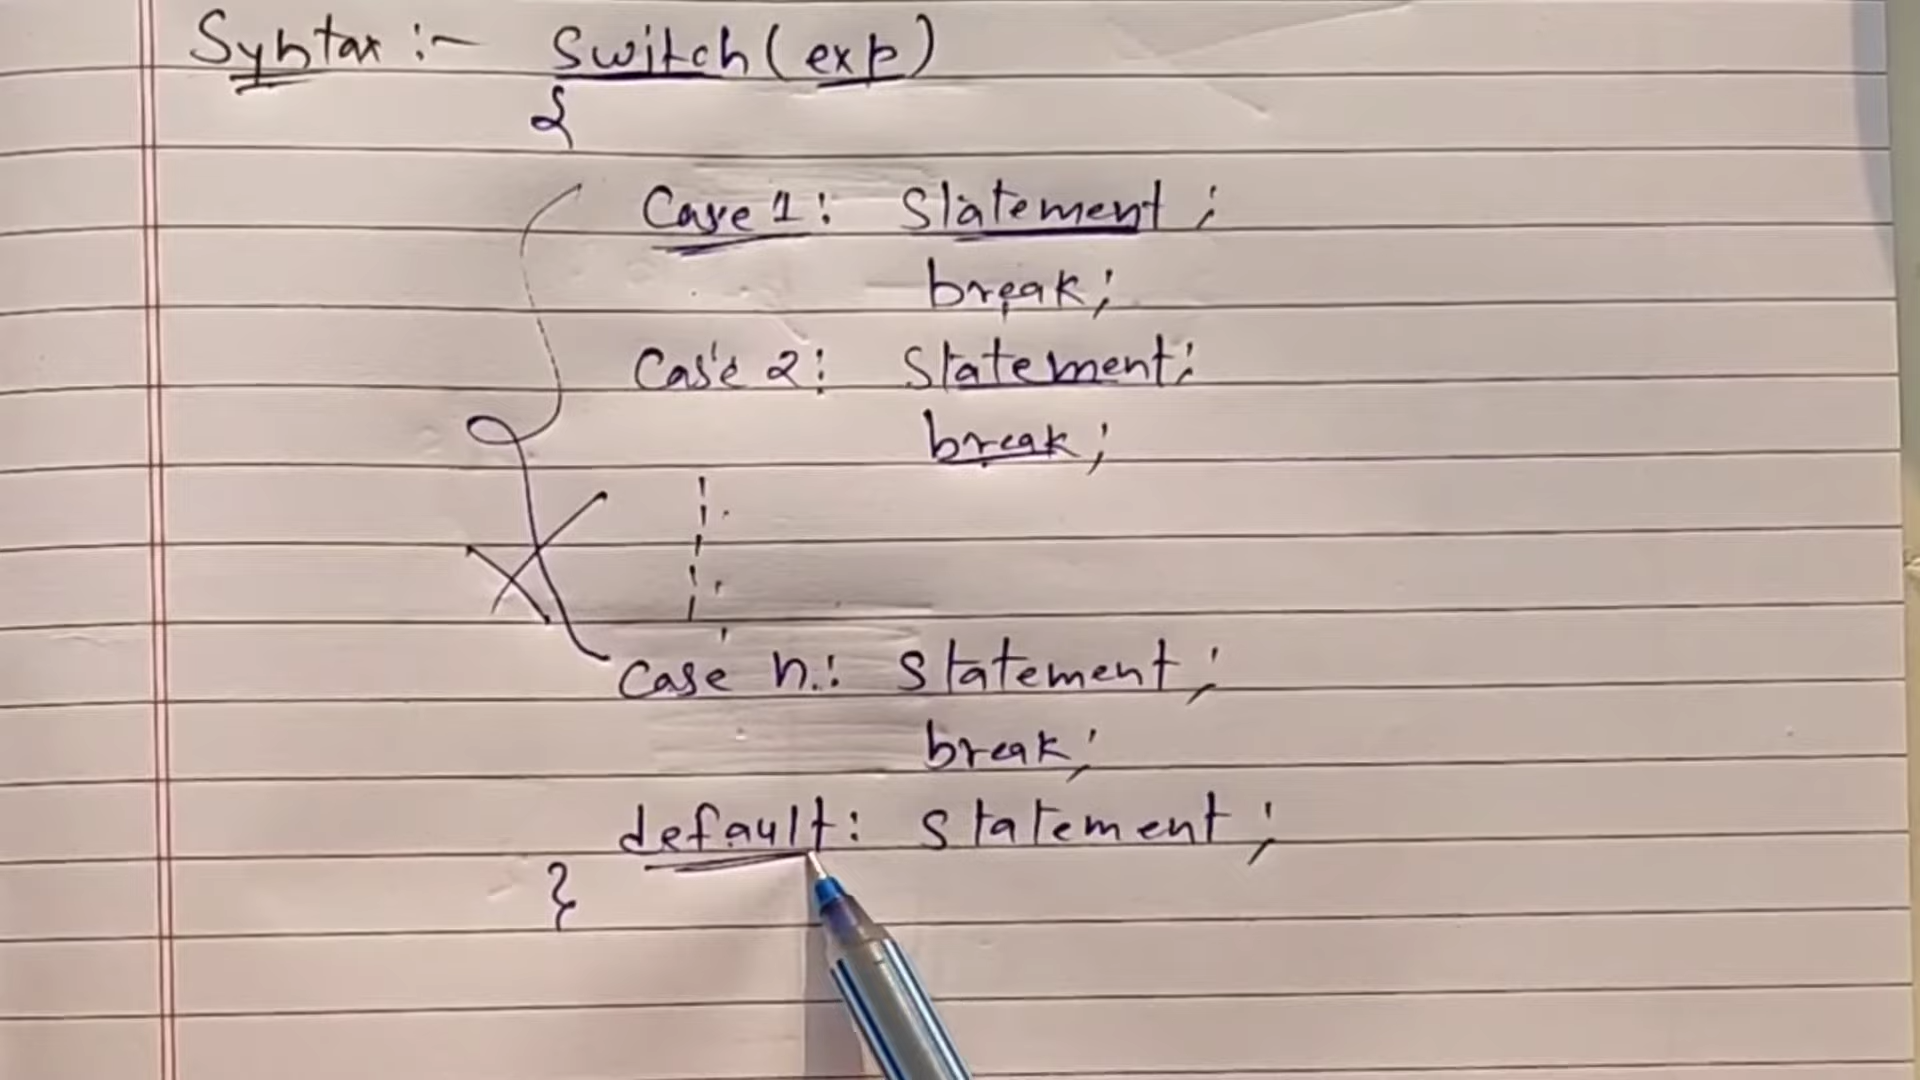 Syntax :- Switch(exp)
{
Case 1: Statement;
break;
Case 2: Statement;
break;
Case n: Statement;
break;
default: Statement;
}